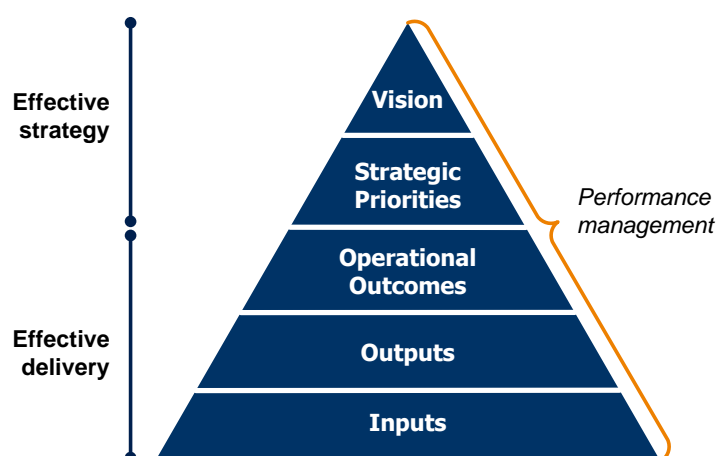 Effective
strategy
Vision
Strategic
Priorities
Performance
management
Operational
Outcomes
Effective
delivery
Outputs
Inputs